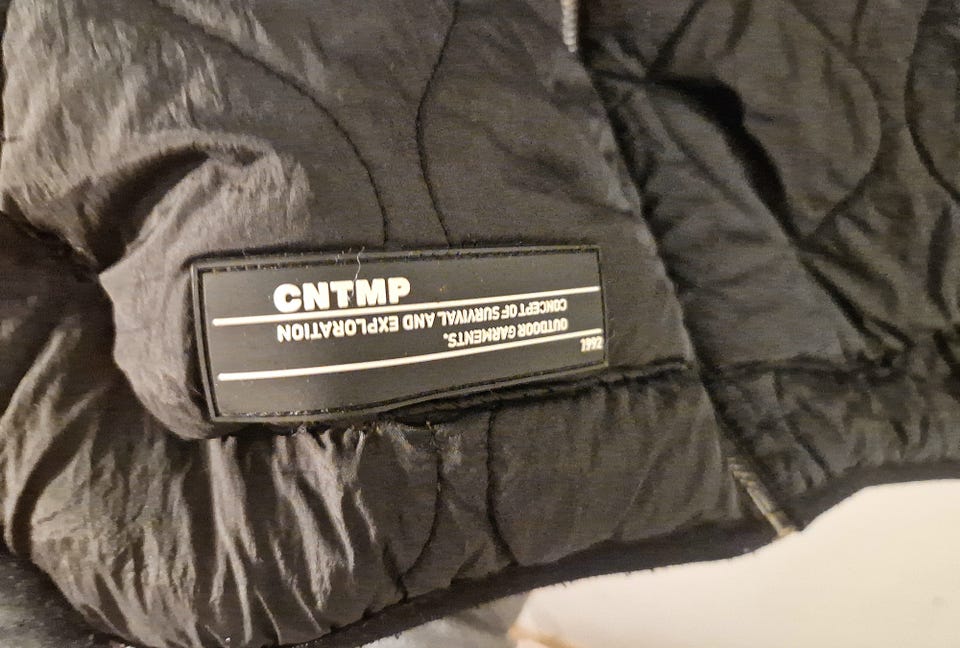 CNTMP
OUTDOOR GARMENTS.
CONCEPT OF SURVIVAL AND EXPLORATION
1992